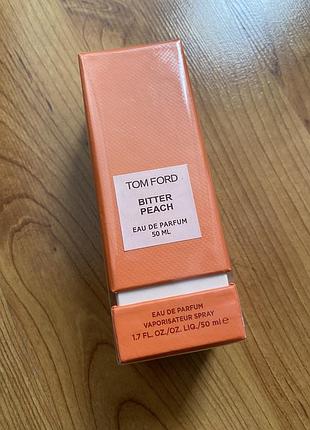 TOM FORD
BITTER
PEACH
EAU DE PARFUM
50 ML
EAU DE PARFUM
VAPORISATEUR SPRAY
1.7 FL. OZ./OZ. LIQ./50 ml ℮